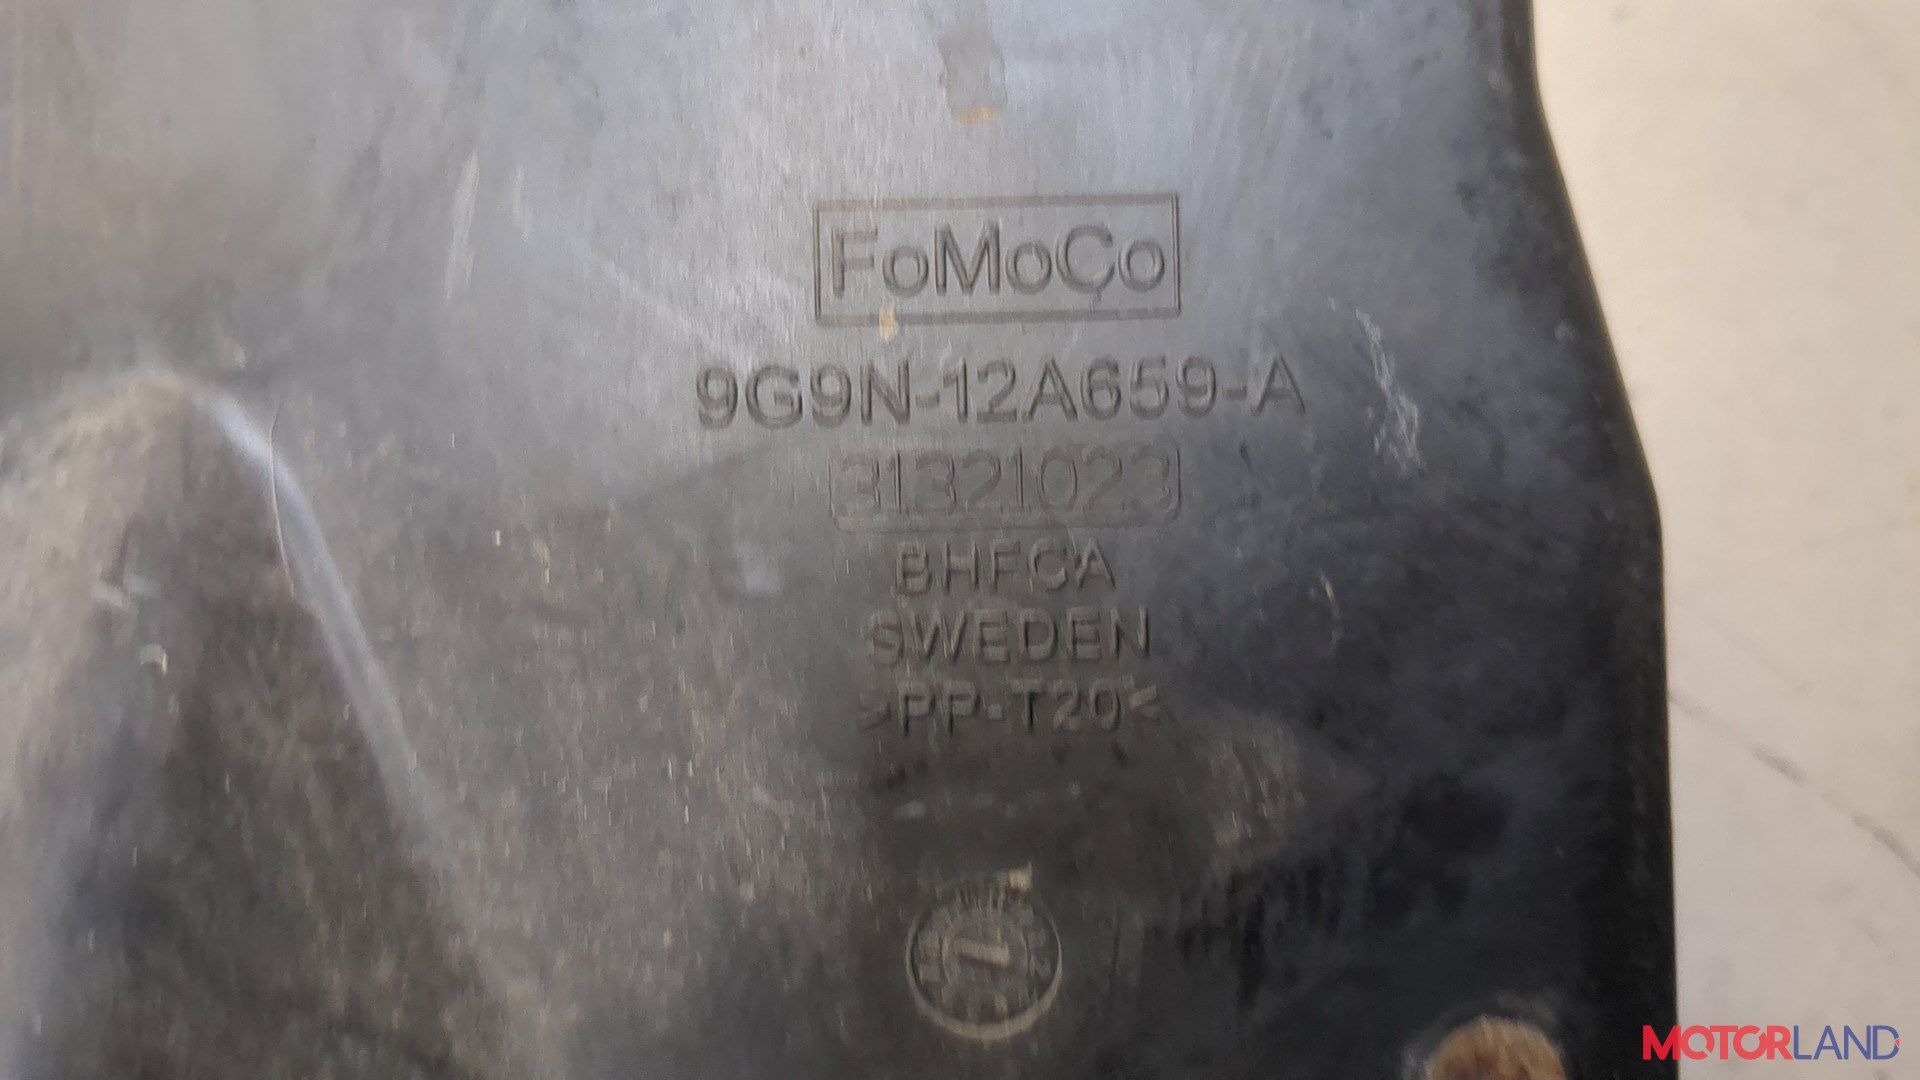 FoMoCo
9G9N-12A659-A
31321023
BHFCA
SWEDEN
>PP-T20<
MOTORLAND